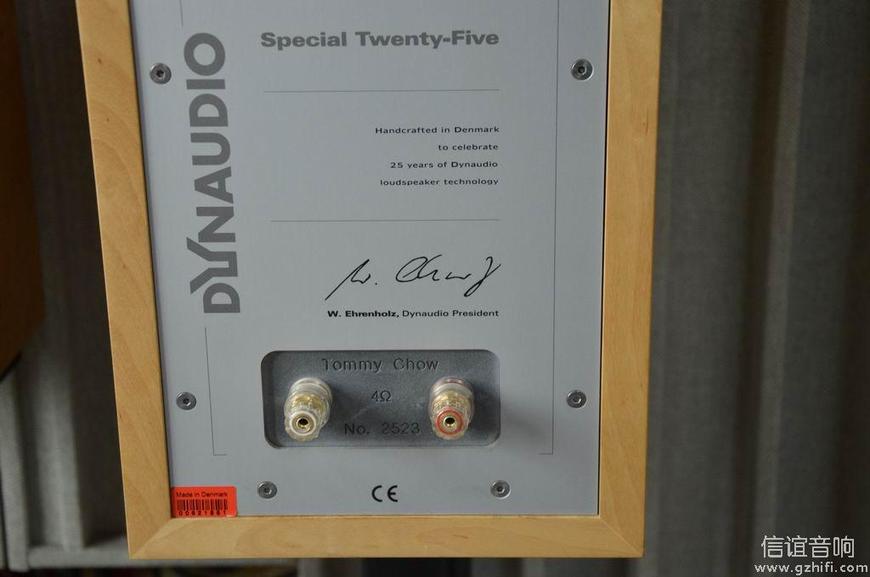 DYNAUDIO
Special Twenty-Five
Handcrafted in Denmark
to celebrate
25 years of Dynaudio
loudspeaker technology
W. Ehrenholz, Dynaudio President
Tommy Chow
4Ω
No. 2523
Made in Denmark
CE
信谊音响
www.gzhifi.com